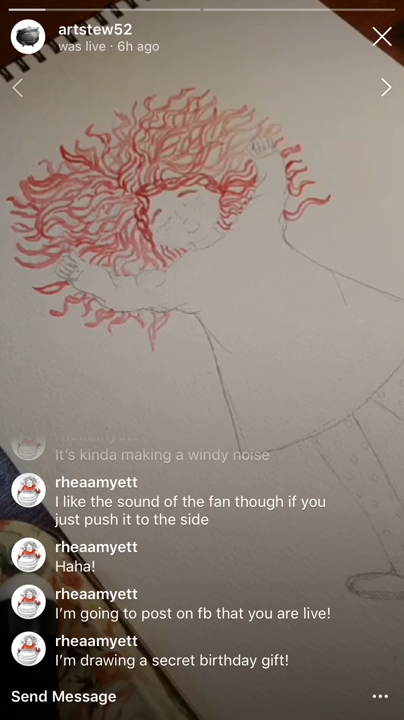 artstew52
was live · 6h ago
rheaamyett
It's kinda making a windy noise
rheaamyett
I like the sound of the fan though if you
just push it to the side
rheaamyett
Haha!
rheaamyett
I'm going to post on fb that you are live!
rheaamyett
I'm drawing a secret birthday gift!
Send Message